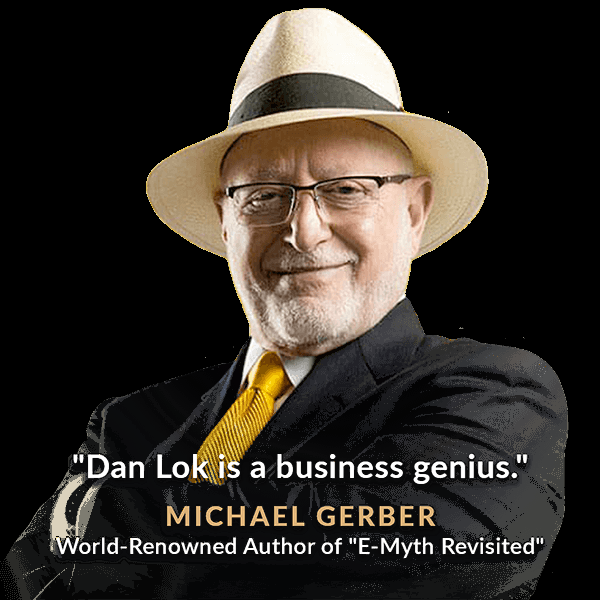 "Dan Lok is a business genius."
MICHAEL GERBER
World-Renowned Author of "E-Myth Revisited"